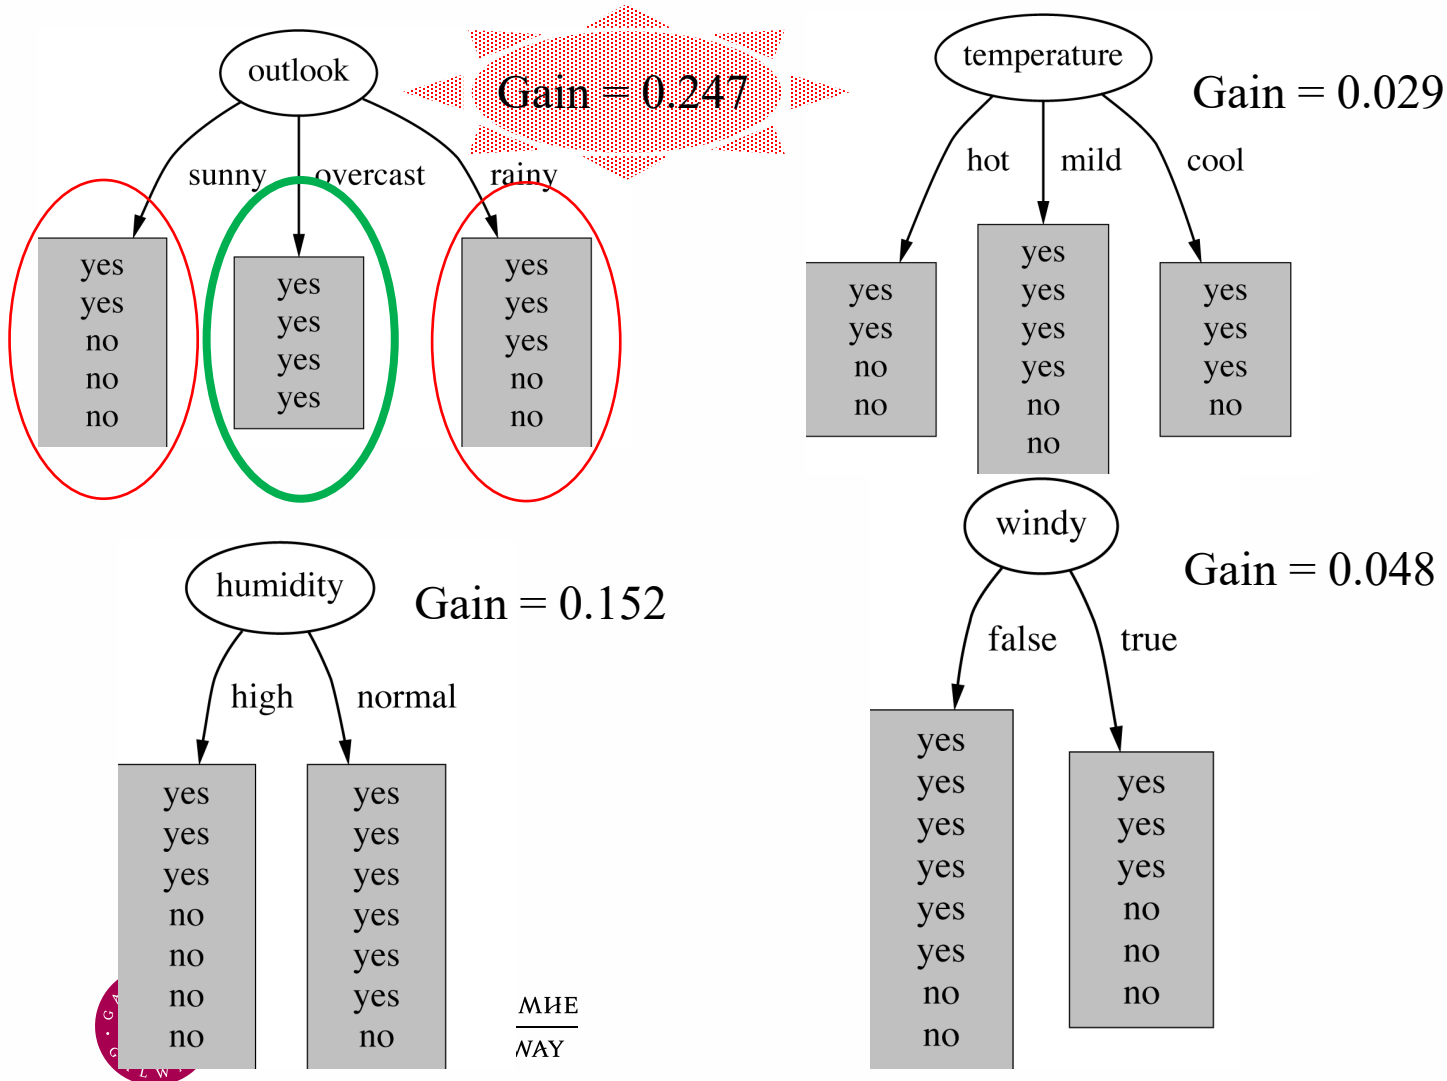 outlook
Gain = 0.247
sunny
overcast
rainy
yes
yes
no
no
no
yes
yes
yes
yes
yes
yes
yes
no
no
temperature
Gain = 0.029
hot
mild
cool
yes
yes
no
no
yes
yes
yes
yes
no
no
yes
yes
yes
no
humidity
Gain = 0.152
high
normal
yes
yes
yes
no
no
no
no
yes
yes
yes
yes
yes
yes
no
windy
Gain = 0.048
false
true
yes
yes
yes
yes
yes
yes
no
no
yes
yes
yes
no
no
no